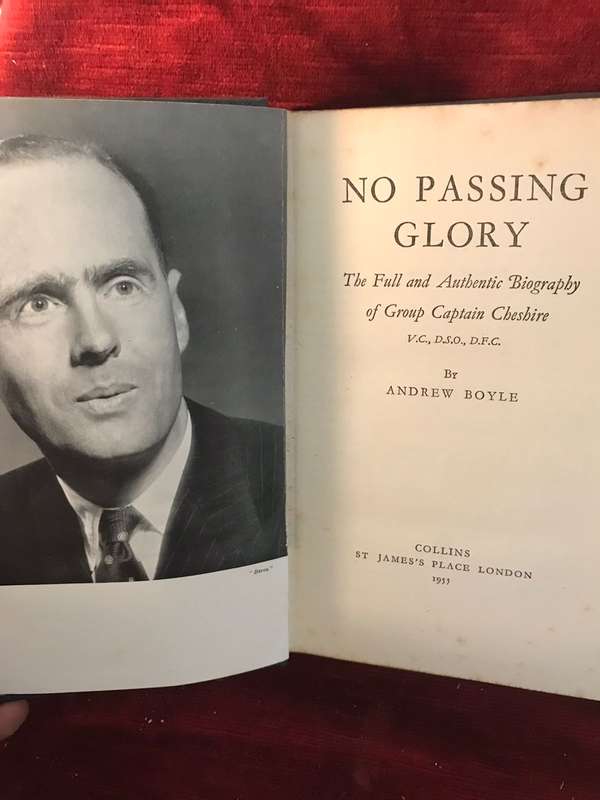 "Baron"
NO PASSING
GLORY
The Full and Authentic Biography
of Group Captain Cheshire
V.C., D.S.O., D.F.C.
By
ANDREW BOYLE
COLLINS
ST JAMES'S PLACE LONDON
1955